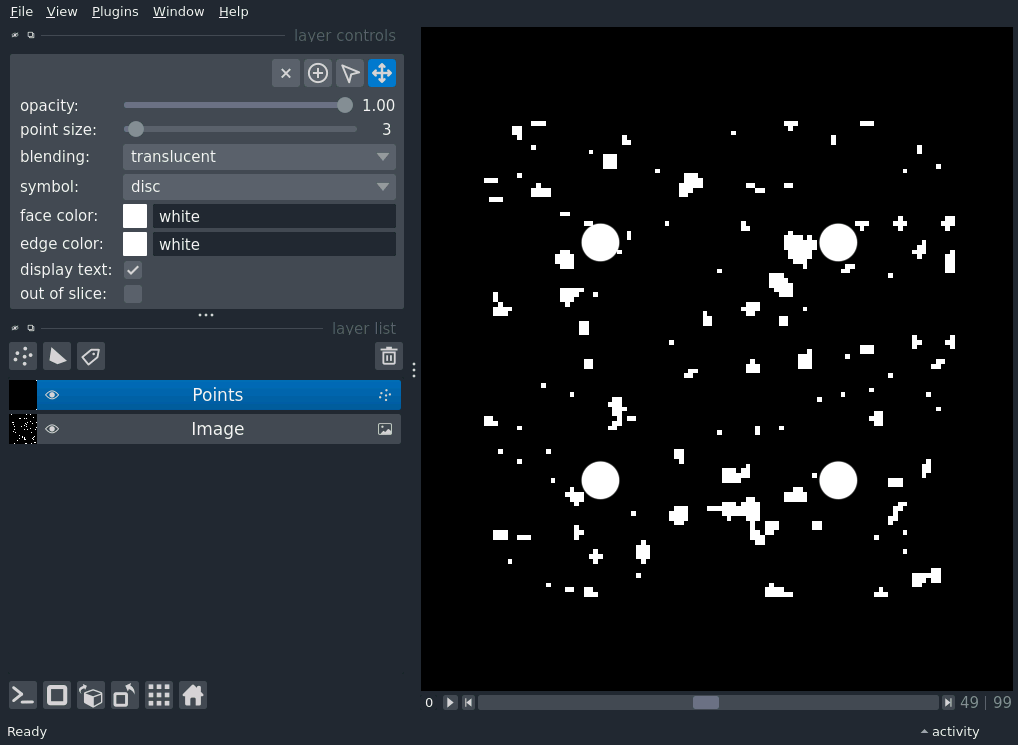 File View Plugins Window Help
layer controls
opacity: 1.00
point size: 3
blending: translucent
symbol: disc
face color: white
edge color: white
display text:
out of slice:
layer list
Points
Image
0 49 | 99
Ready activity